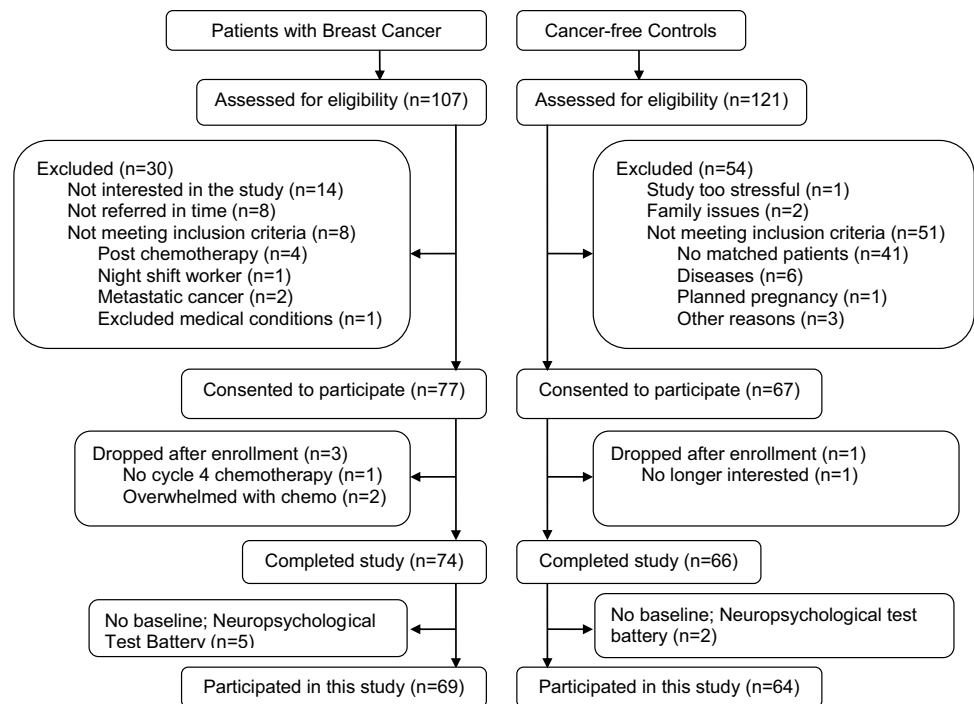 Patients with Breast Cancer
Cancer-free Controls
Assessed for eligibility (n=107)
Assessed for eligibility (n=121)
Excluded (n=30)
Not interested in the study (n=14)
Not referred in time (n=8)
Not meeting inclusion criteria (n=8)
Post chemotherapy (n=4)
Night shift worker (n=1)
Metastatic cancer (n=2)
Excluded medical conditions (n=1)
Excluded (n=54)
Study too stressful (n=1)
Family issues (n=2)
Not meeting inclusion criteria (n=51)
No matched patients (n=41)
Diseases (n=6)
Planned pregnancy (n=1)
Other reasons (n=3)
Consented to participate (n=77)
Consented to participate (n=67)
Dropped after enrollment (n=3)
No cycle 4 chemotherapy (n=1)
Overwhelmed with chemo (n=2)
Dropped after enrollment (n=1)
No longer interested (n=1)
Completed study (n=74)
Completed study (n=66)
No baseline; Neuropsychological
Test Battery (n=5)
No baseline; Neuropsychological test
battery (n=2)
Participated in this study (n=69)
Participated in this study (n=64)